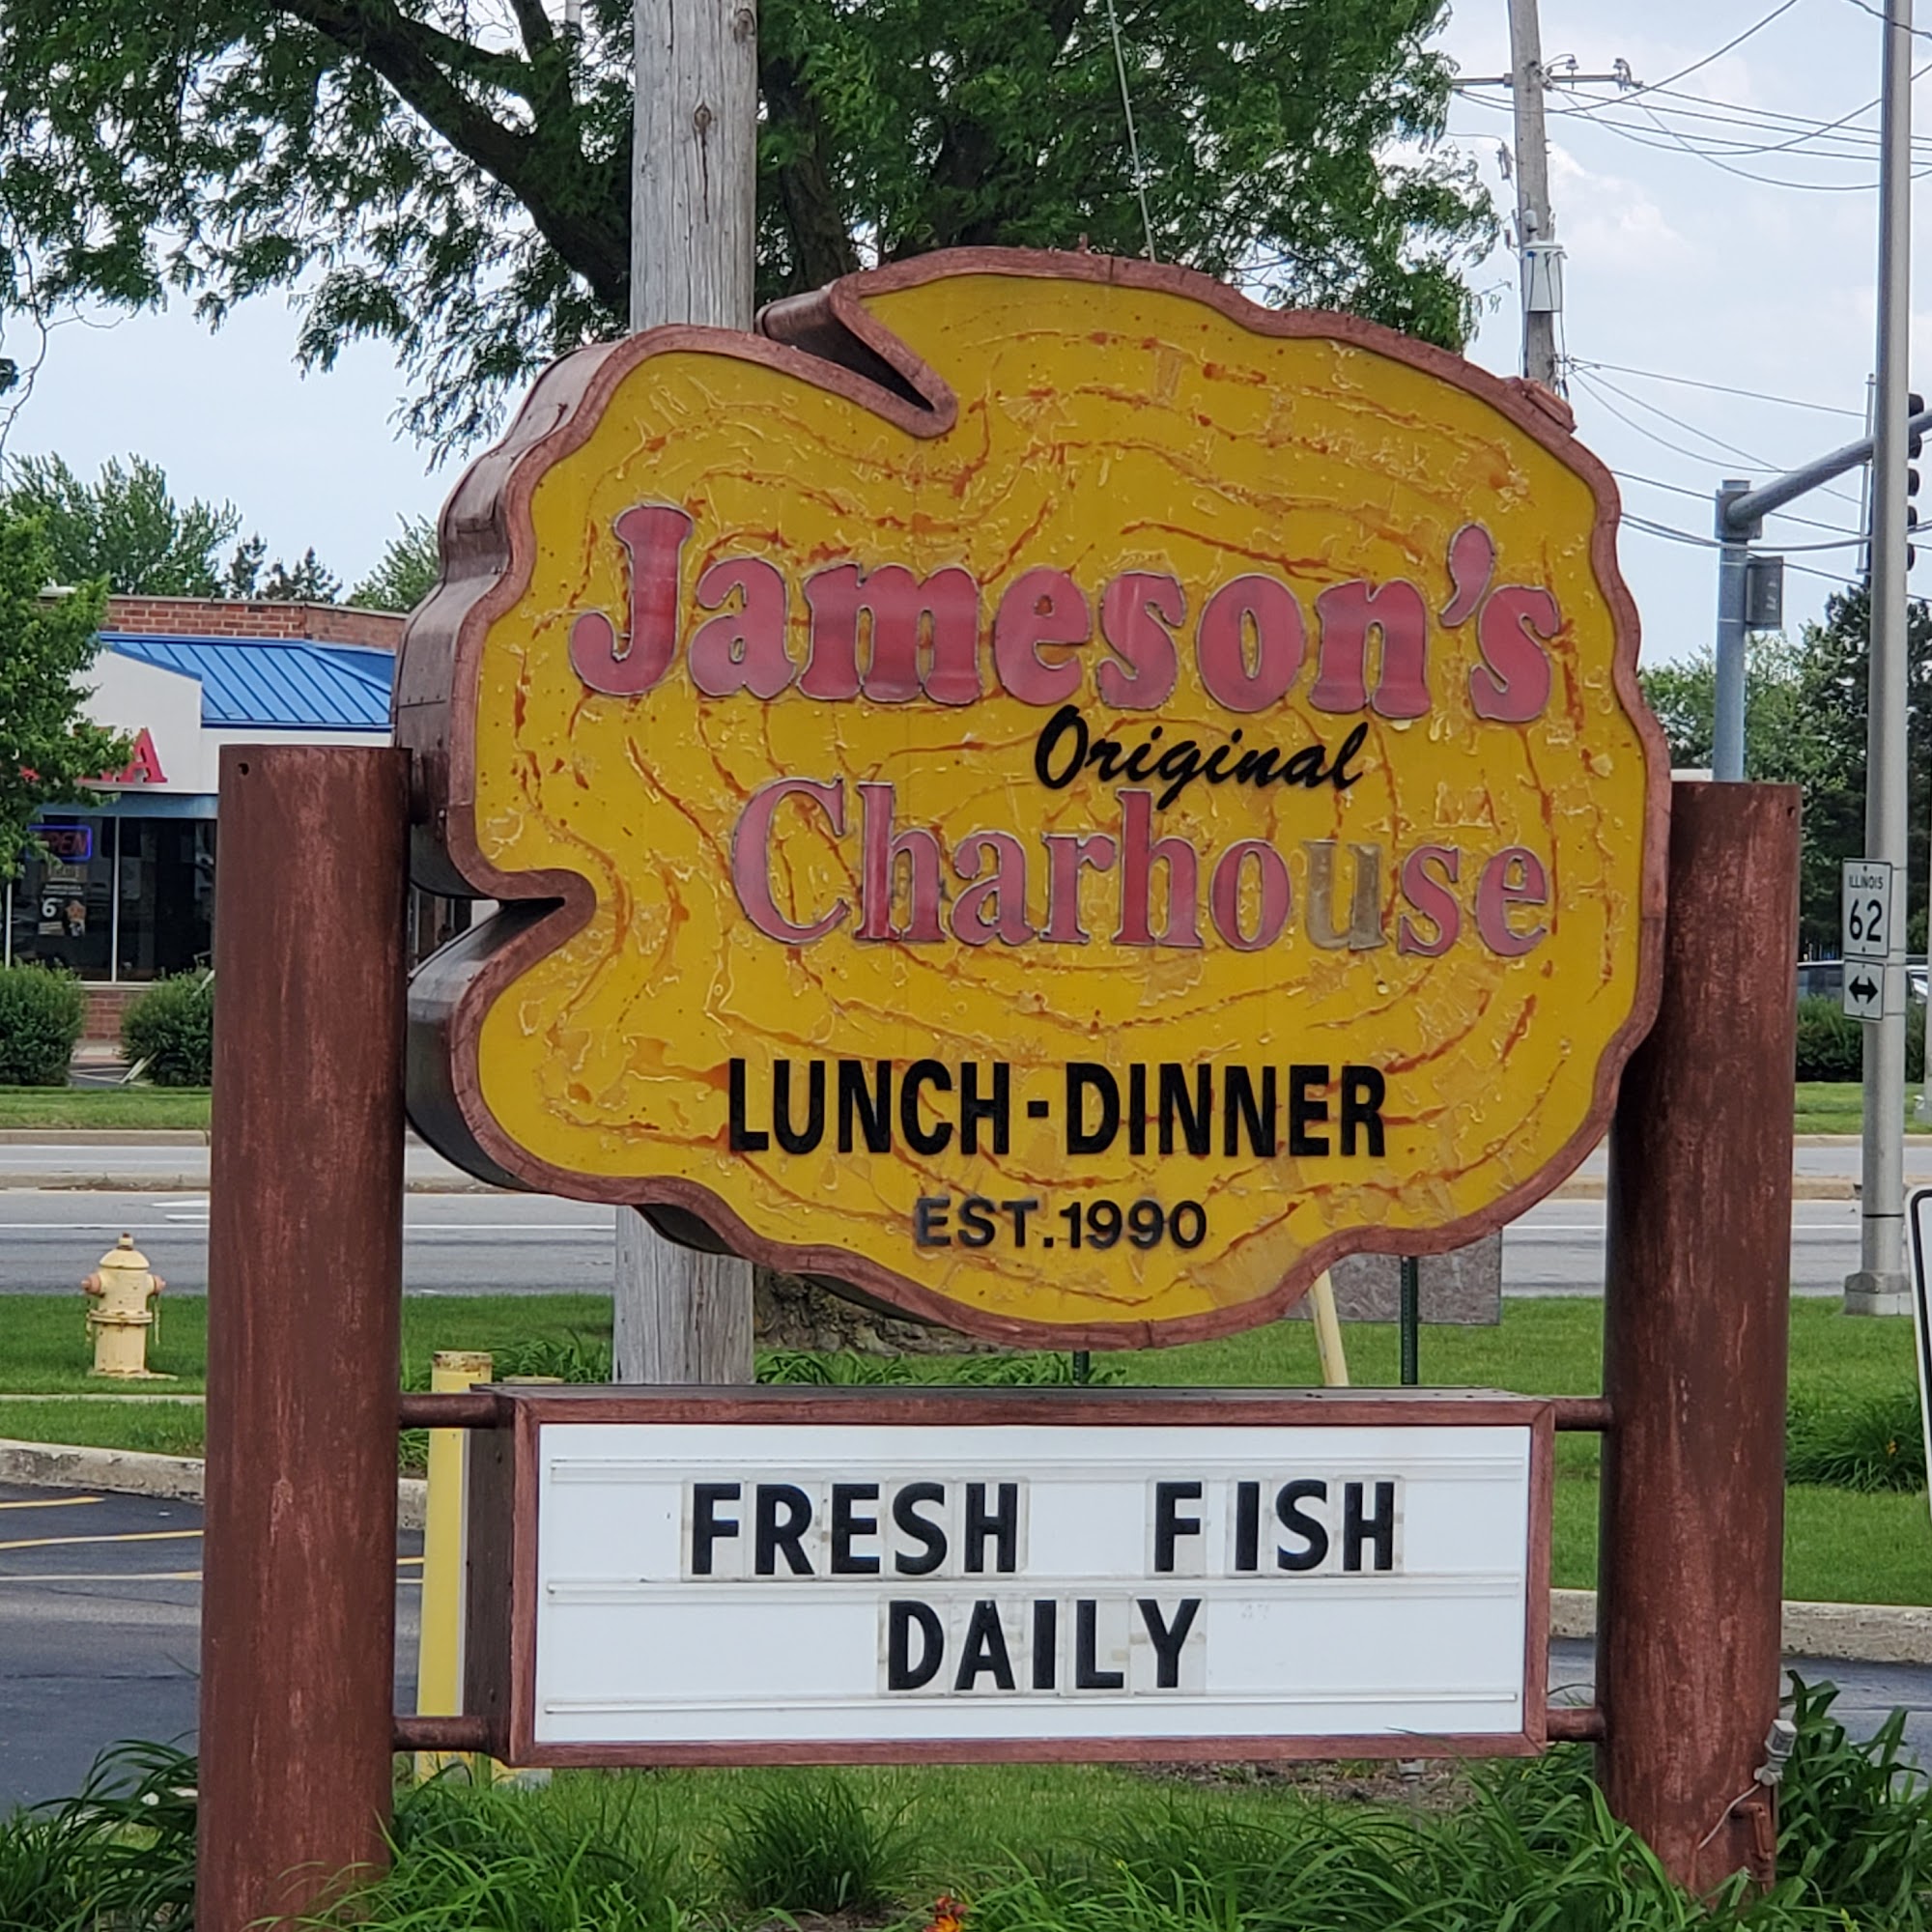 Jameson's
Original
Charhouse
LUNCH-DINNER
EST.1990
FRESH FISH
DAILY
ILLINOIS
62